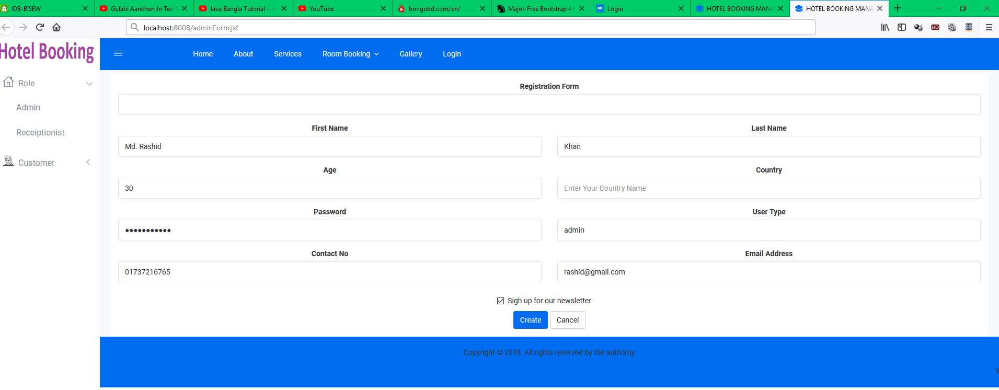 IDB-BISEW
Gulabi Aankhen Jo Teri
Java Bangla Tutorial ---
YouTube
bongobd.com/en/
Major-Free Bootstrap 4
BD Login
HOTEL BOOKING MANA
HOTEL BOOKING MANA
localhost:8008/adminForm.jsf
HD
Hotel Booking
Home About Services Room Booking Gallery Login
Role
Admin
Receiptionist
Customer
Registration Form
First Name Last Name
Md. Rashid Khan
Age Country
30 Enter Your Country Name
Password User Type
●●●●●●●●●●● admin
Contact No Email Address
01737216765 rashid@gmail.com
Sigh up for our newsletter
Create Cancel
Copyright © 2018. All rights reserved by the authority